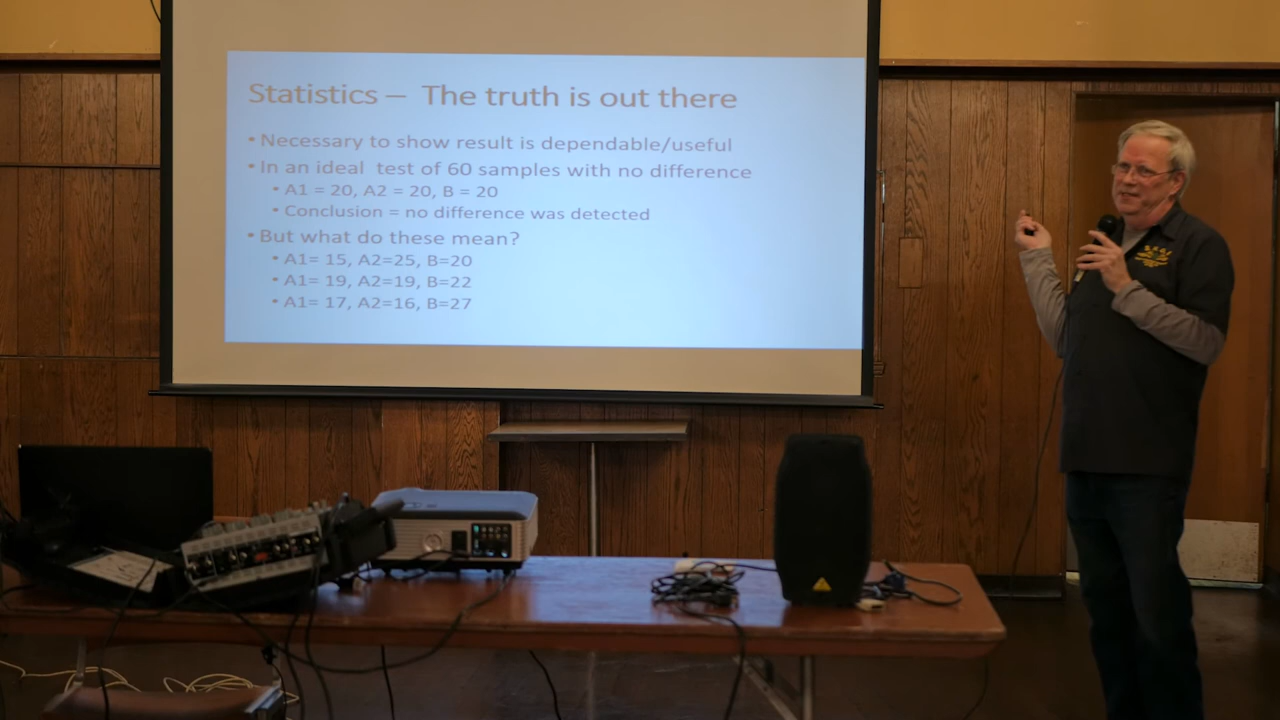 Statistics – The truth is out there
• Necessary to show result is dependable/useful
• In an ideal test of 60 samples with no difference
• A1 = 20, A2 = 20, B = 20
• Conclusion = no difference was detected
• But what do these mean?
• A1= 15, A2=25, B=20
• A1= 19, A2=19, B=22
• A1= 17, A2=16, B=27